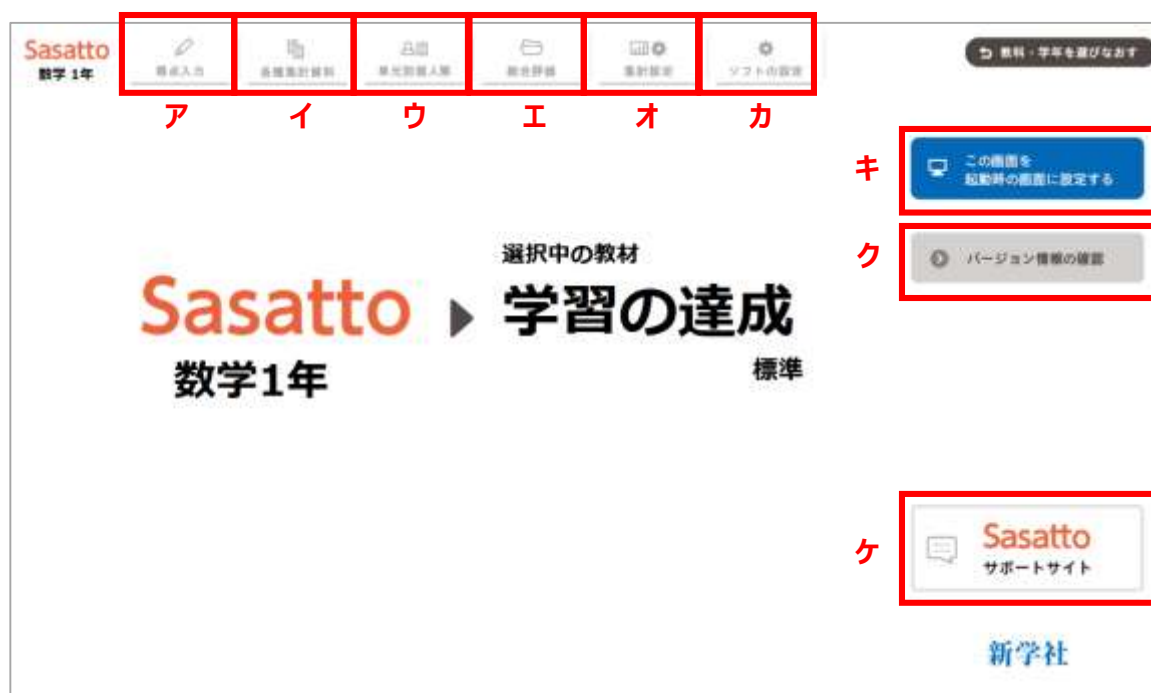 Sasatto
数学 1年
得点入力
各種集計資料
単元別個人票
総合評価
集計設定
ソフトの設定
教科・学年を選びなおす
ア
イ
ウ
エ
オ
カ
キ
この画面を
起動時の画面に設定する
ク
バージョン情報の確認
選択中の教材
Sasatto
学習の達成
数学1年
標準
ケ
Sasatto
サポートサイト
新学社